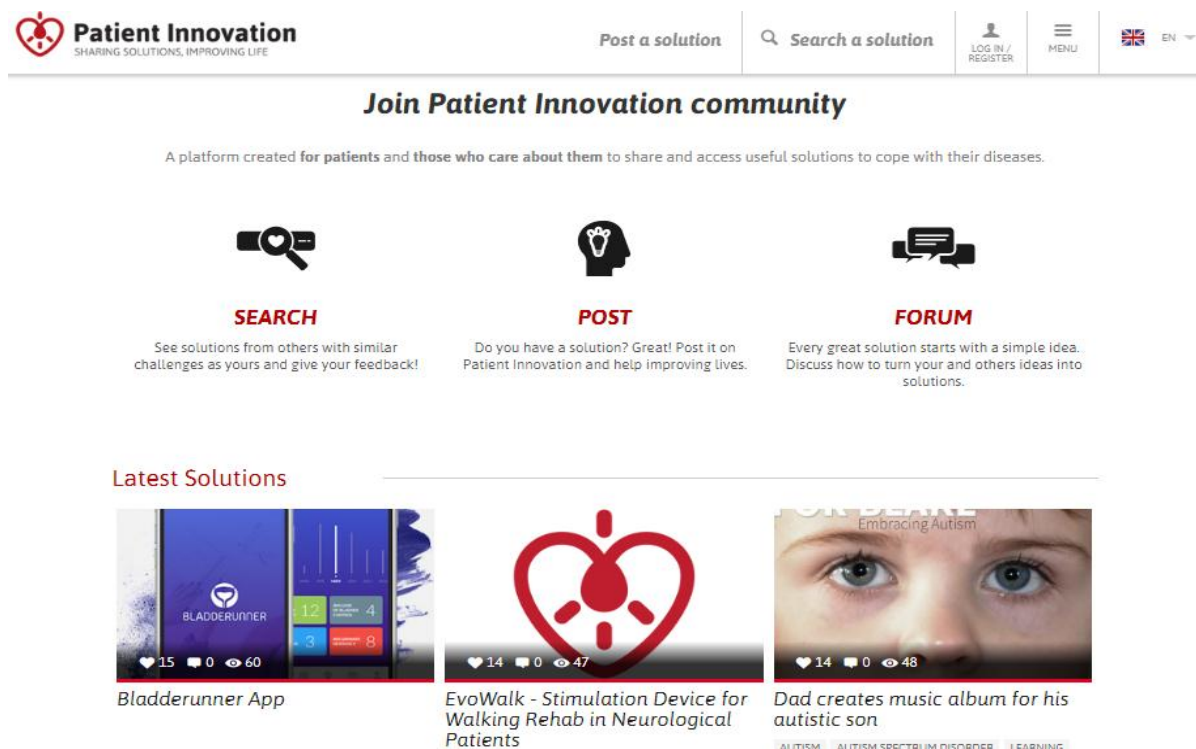 Patient Innovation
SHARING SOLUTIONS, IMPROVING LIFE
Post a solution
Search a solution
LOG IN /
REGISTER
MENU
EN
Join Patient Innovation community
A platform created for patients and those who care about them to share and access useful solutions to cope with their diseases.
SEARCH
See solutions from others with similar
challenges as yours and give your feedback!
POST
Do you have a solution? Great! Post it on
Patient Innovation and help improving lives.
FORUM
Every great solution starts with a simple idea.
Discuss how to turn your and others ideas into
solutions.
Latest Solutions
BLADDERUNNER
12
4
3
8
15 0 60
Bladderunner App
14 0 47
EvoWalk - Stimulation Device for
Walking Rehab in Neurological
Patients
Embracing Autism
14 0 48
Dad creates music album for his
autistic son
AUTISM AUTISM SPECTRUM DISORDER LEARNING